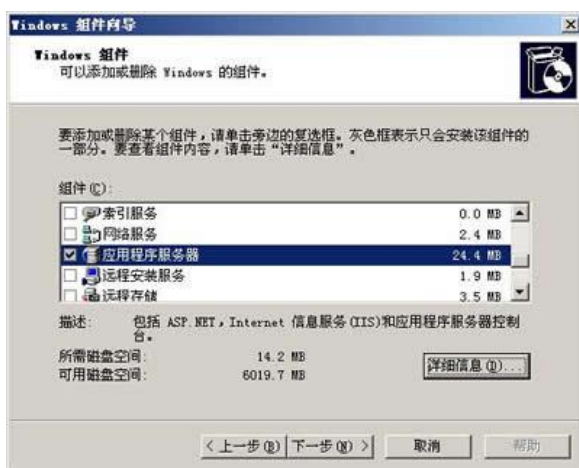 Windows 组件向导
Windows 组件
可以添加或删除 Windows 的组件。
要添加或删除某个组件，请单击旁边的复选框。灰色框表示只会安装该组件的
一部分。要查看组件内容，请单击“详细信息”。
组件(C):
索引服务 0.0 MB
网络服务 2.4 MB
应用程序服务器 24.4 MB
远程安装服务 1.9 MB
远程存储 3.5 MB
描述: 包括 ASP.NET，Internet 信息服务(IIS)和应用程序服务器控制
台。
所需磁盘空间: 14.2 MB
可用磁盘空间: 6019.7 MB
详细信息(D)...
< 上一步(B) 下一步(N) > 取消 帮助